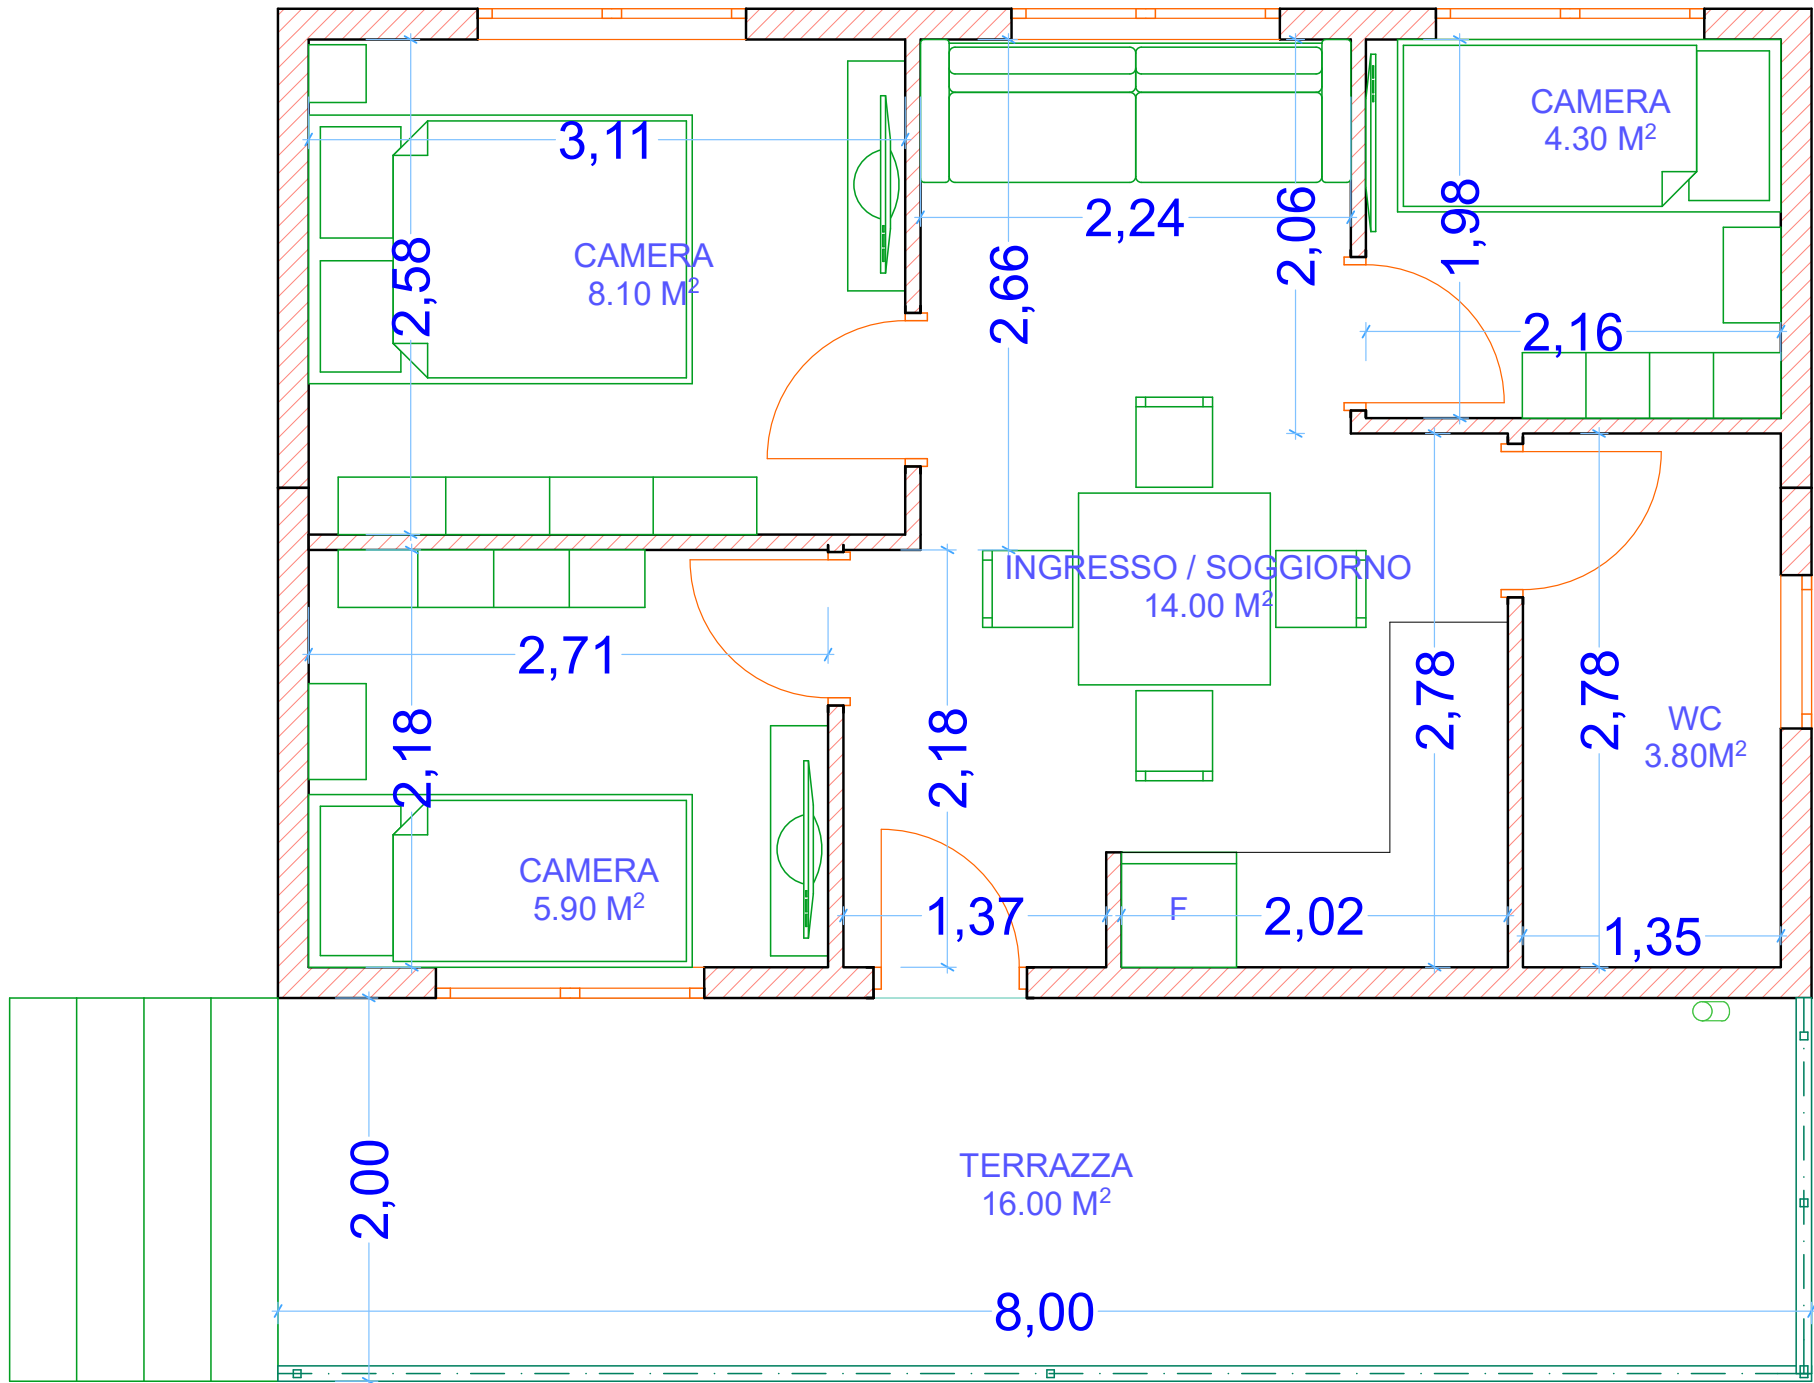 CAMERA
4.30 M²
3,11
2,24
2,06
1,98
CAMERA
8.10 M²
2,58
2,66
2,16
INGRESSO / SOGGIORNO
14.00 M²
2,71
2,78
2,78
WC
3.80M²
2,18
2,18
CAMERA
5.90 M²
1,37
F
2,02
1,35
TERRAZZA
16.00 M²
2,00
8,00